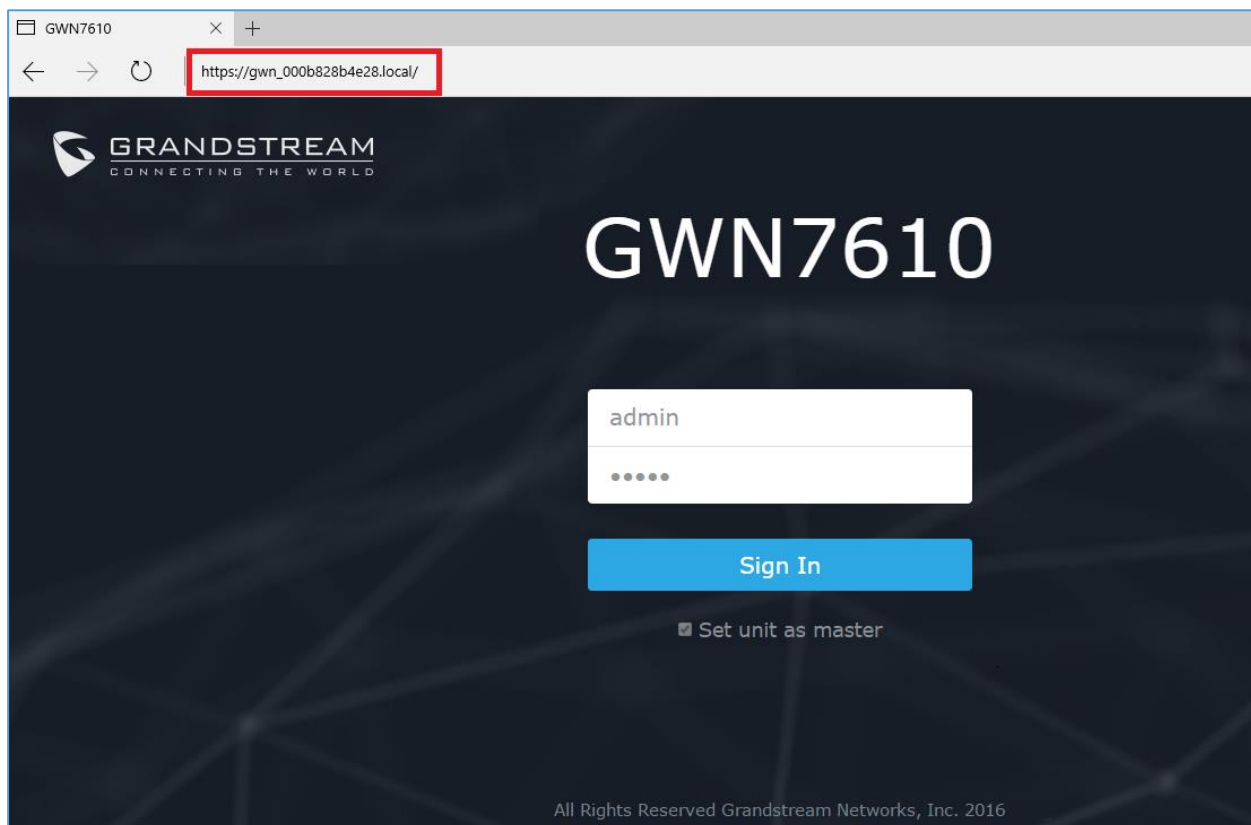 GWN7610
https://gwn_000b828b4e28.local/
GRANDSTREAM
CONNECTING THE WORLD
GWN7610
admin
•••••
Sign In
Set unit as master
All Rights Reserved Grandstream Networks, Inc. 2016